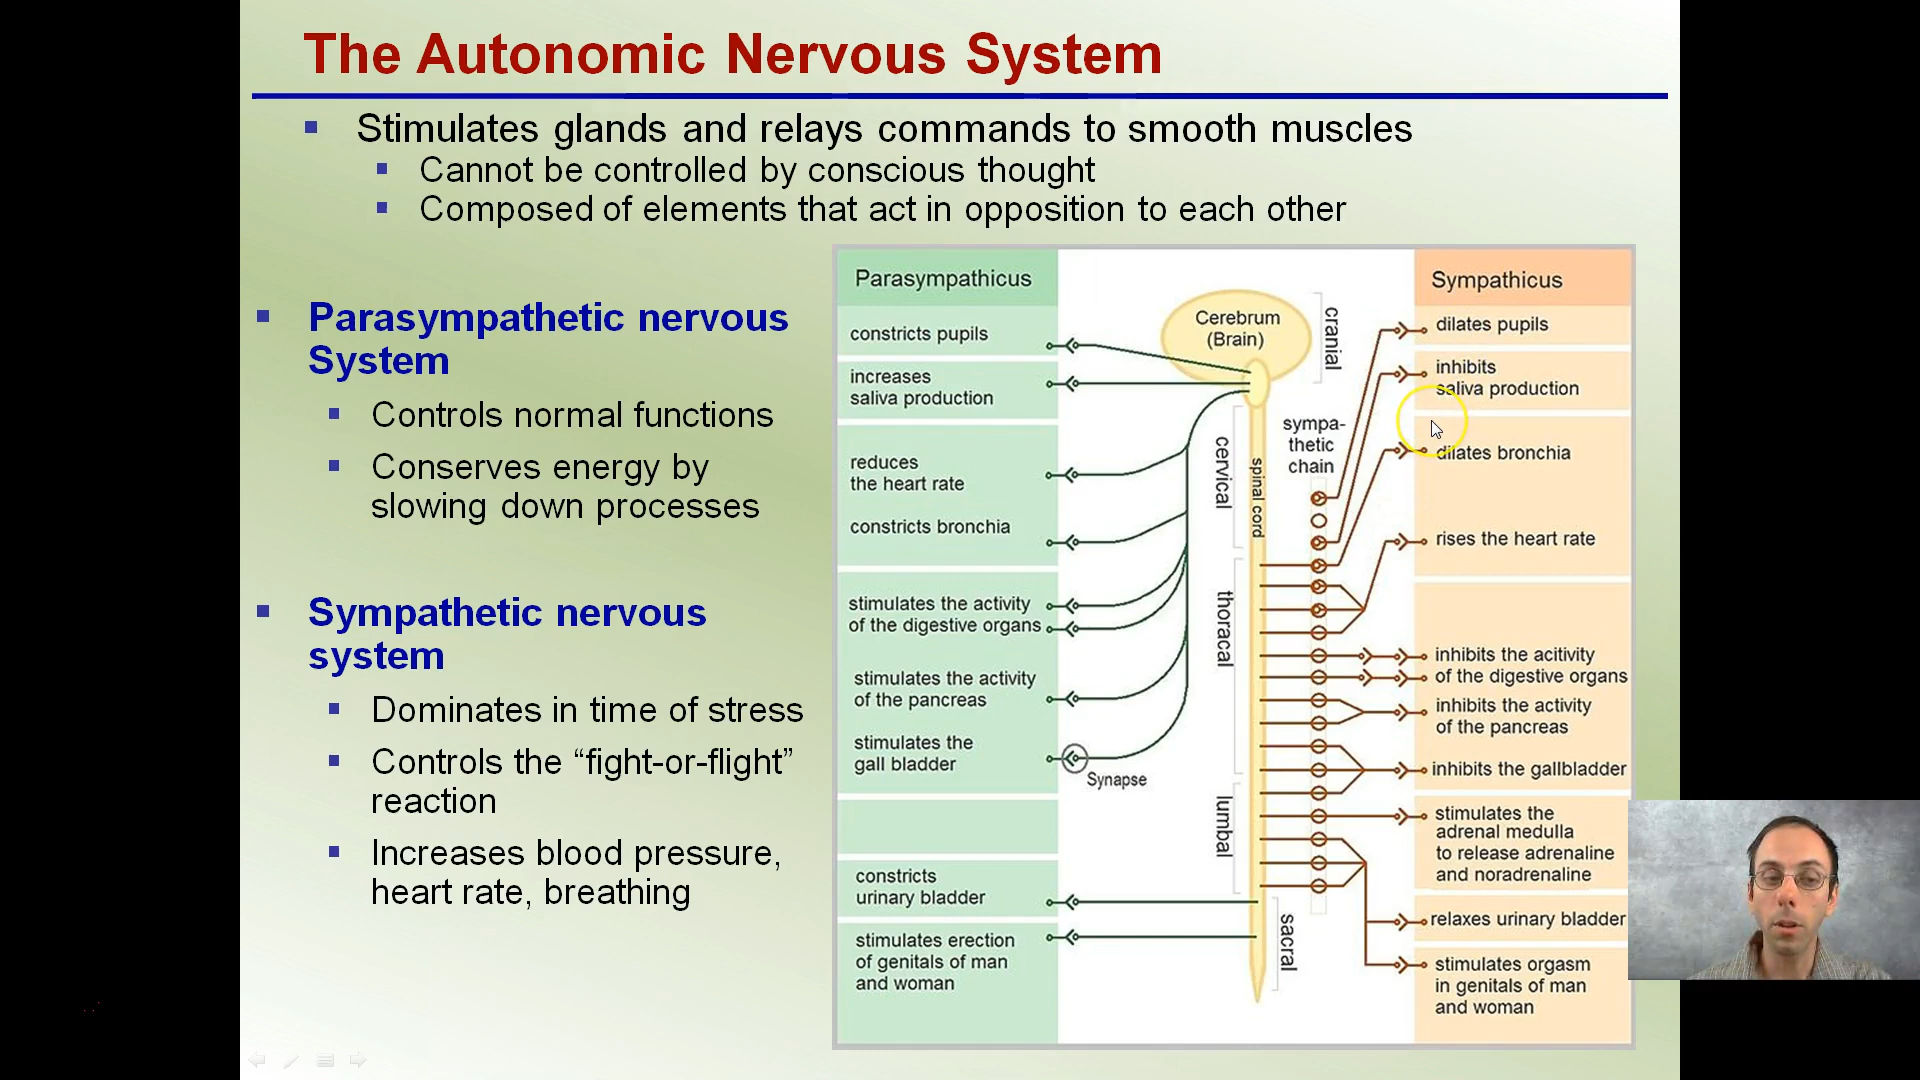 The Autonomic Nervous System
Stimulates glands and relays commands to smooth muscles
Cannot be controlled by conscious thought
Composed of elements that act in opposition to each other
Parasympathetic nervous
System
Controls normal functions
Conserves energy by
slowing down processes
Sympathetic nervous
system
Dominates in time of stress
Controls the “fight-or-flight”
reaction
Increases blood pressure,
heart rate, breathing
Parasympathicus
constricts pupils
increases
saliva production
reduces
the heart rate
constricts bronchia
stimulates the activity
of the digestive organs
stimulates the activity
of the pancreas
stimulates the
gall bladder
constricts
urinary bladder
stimulates erection
of genitals of man
and woman
Synapse
Cerebrum
(Brain)
cranial
cervical
spinal cord
sympa-
thetic
chain
thoracal
lumbal
sacral
Sympathicus
dilates pupils
inhibits
saliva production
dilates bronchia
rises the heart rate
inhibits the acitivity
of the digestive organs
inhibits the activity
of the pancreas
inhibits the gallbladder
stimulates the
adrenal medulla
to release adrenaline
and noradrenaline
relaxes urinary bladder
stimulates orgasm
in genitals of man
and woman